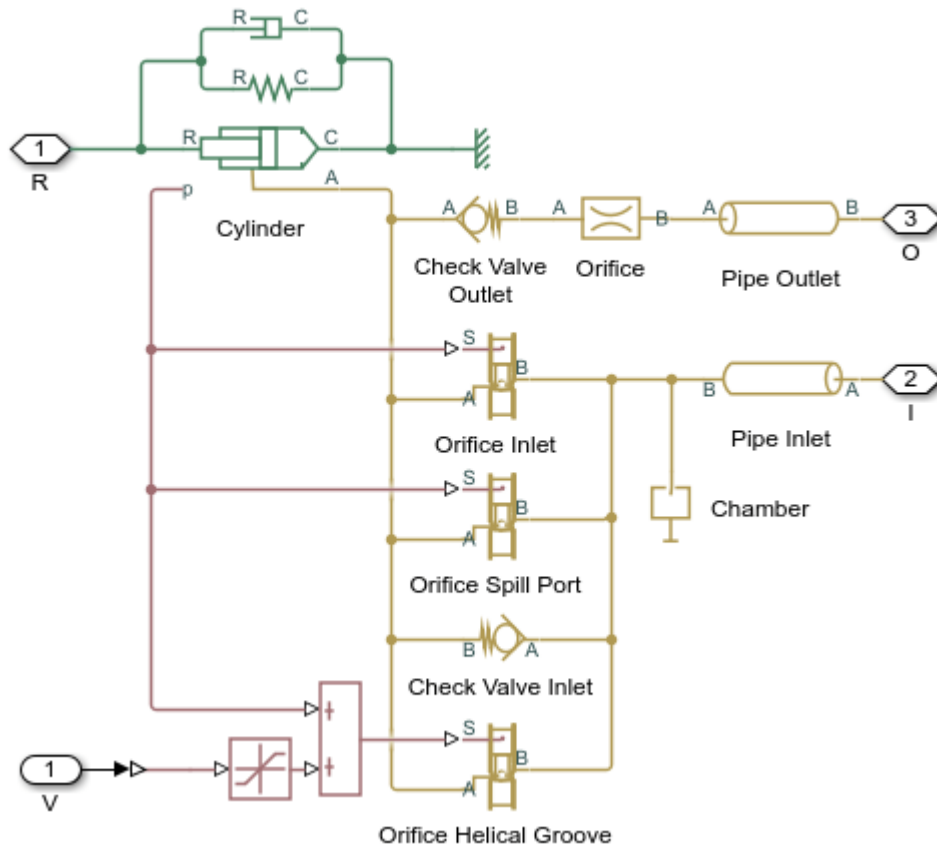 R C
R C
1 R C
R
p A
Cylinder
A B A B A B 3
O
Check Valve
Outlet
Orifice
Pipe Outlet
S
B
A
B A 2
I
Orifice Inlet
Pipe Inlet
S
B
A
Chamber
Orifice Spill Port
B A
Check Valve Inlet
+
S
B
A
+
1
V
Orifice Helical Groove